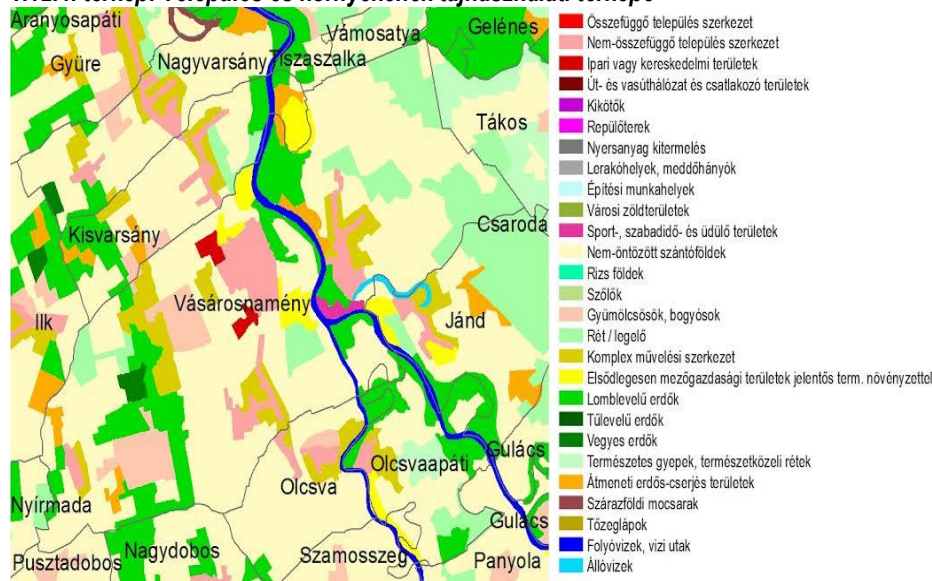 Aranyosapáti
Vámosatya
Gelénes
Gyüre
Nagyvarsány
Tiszaszalka
Tákos
Csaroda
Kisvarsány
Vásárosnamény
Ilk
Jánd
Gulács
Olcsvaapáti
Olcsva
Nyírmada
Gulács
Nagydobos
Szamosszeg
Panyola
Pusztadobos
Összefüggő település szerkezet
Nem-összefüggő település szerkezet
Ipari vagy kereskedelmi területek
Út- és vasúthálózat és csatlakozó területek
Kikötők
Repülőterek
Nyersanyag kitermelés
Lerakóhelyek, meddőhányók
Építési munkahelyek
Városi zöldterületek
Sport-, szabadidő- és üdülő területek
Nem-öntözött szántóföldek
Rizs földek
Szőlők
Gyümölcsösök, bogyósok
Rét / legelő
Komplex művelési szerkezet
Elsődlegesen mezőgazdasági területek jelentős term. növényzettel
Lomblevelű erdők
Tűlevelű erdők
Vegyes erdők
Természetes gyepek, természetközeli rétek
Átmeneti erdős-cserjés területek
Szárazföldi mocsarak
Tőzeglápok
Folyóvizek, vizi utak
Állóvizek